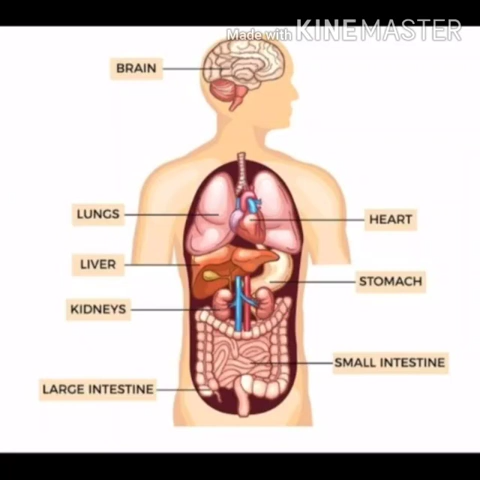 Made with KINEMASTER
BRAIN
LUNGS
HEART
LIVER
STOMACH
KIDNEYS
SMALL INTESTINE
LARGE INTESTINE